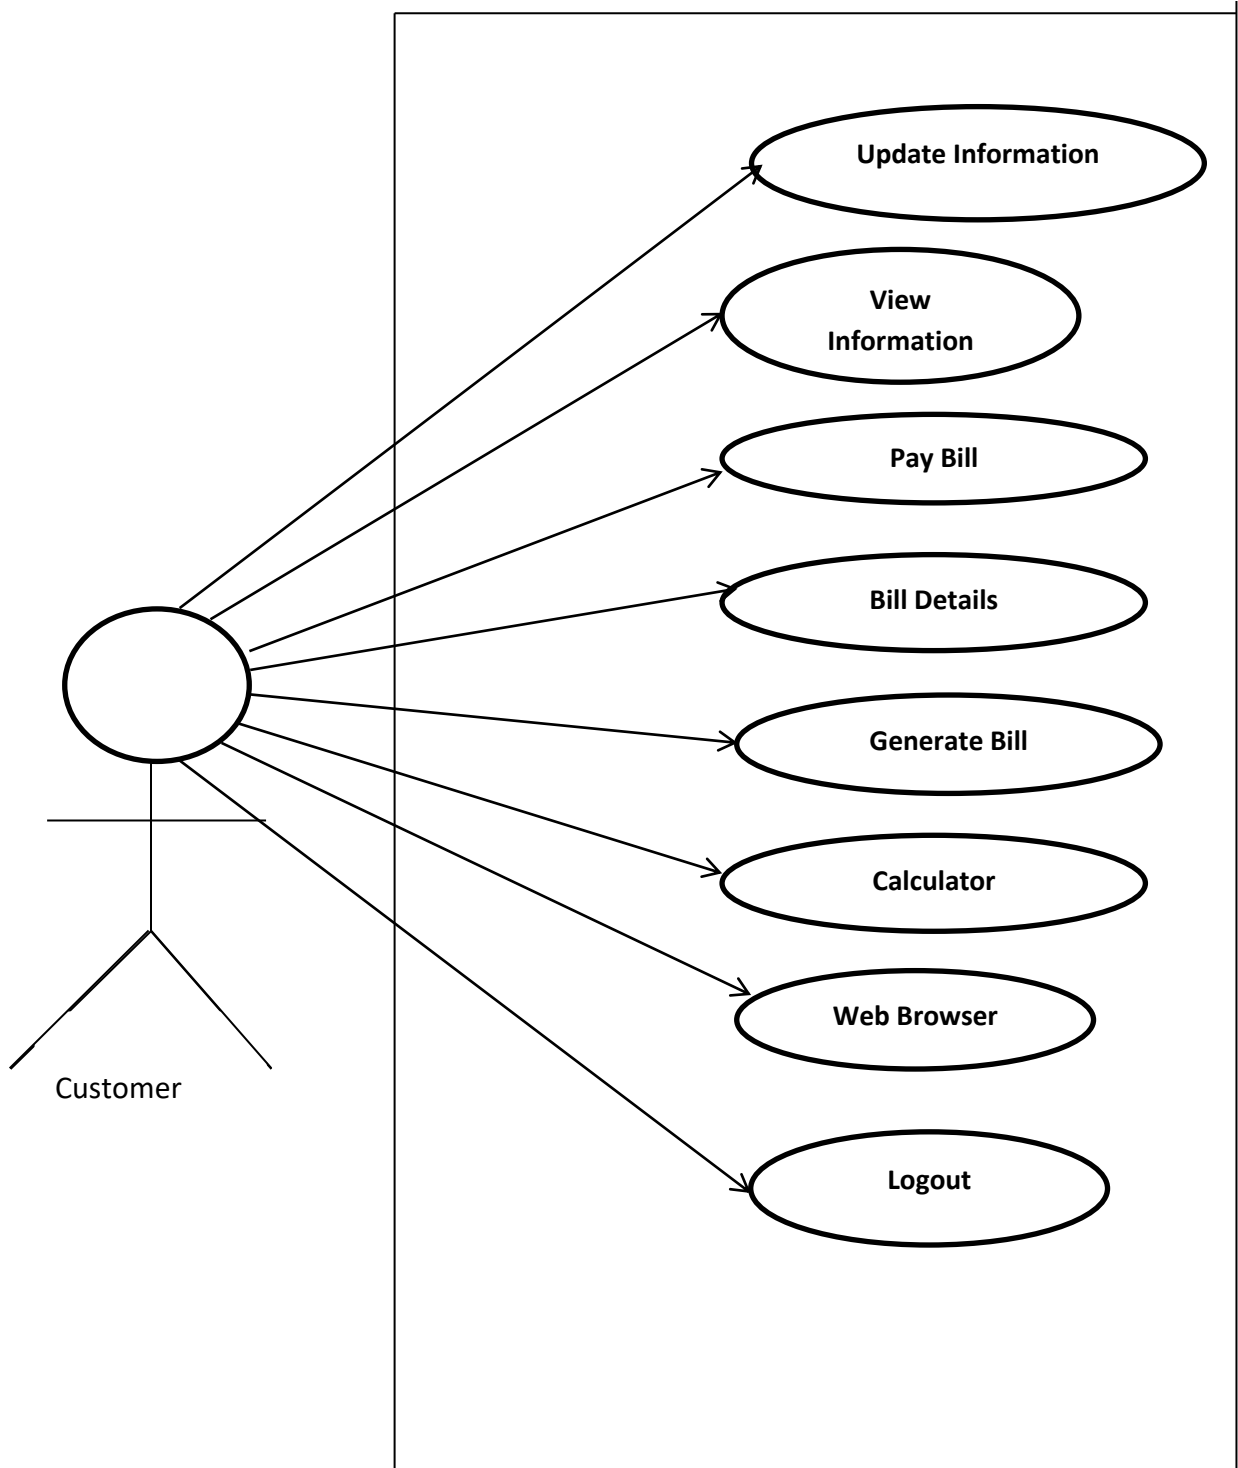 Update Information
View
Information
Pay Bill
Bill Details
Generate Bill
Calculator
Web Browser
Customer
Logout